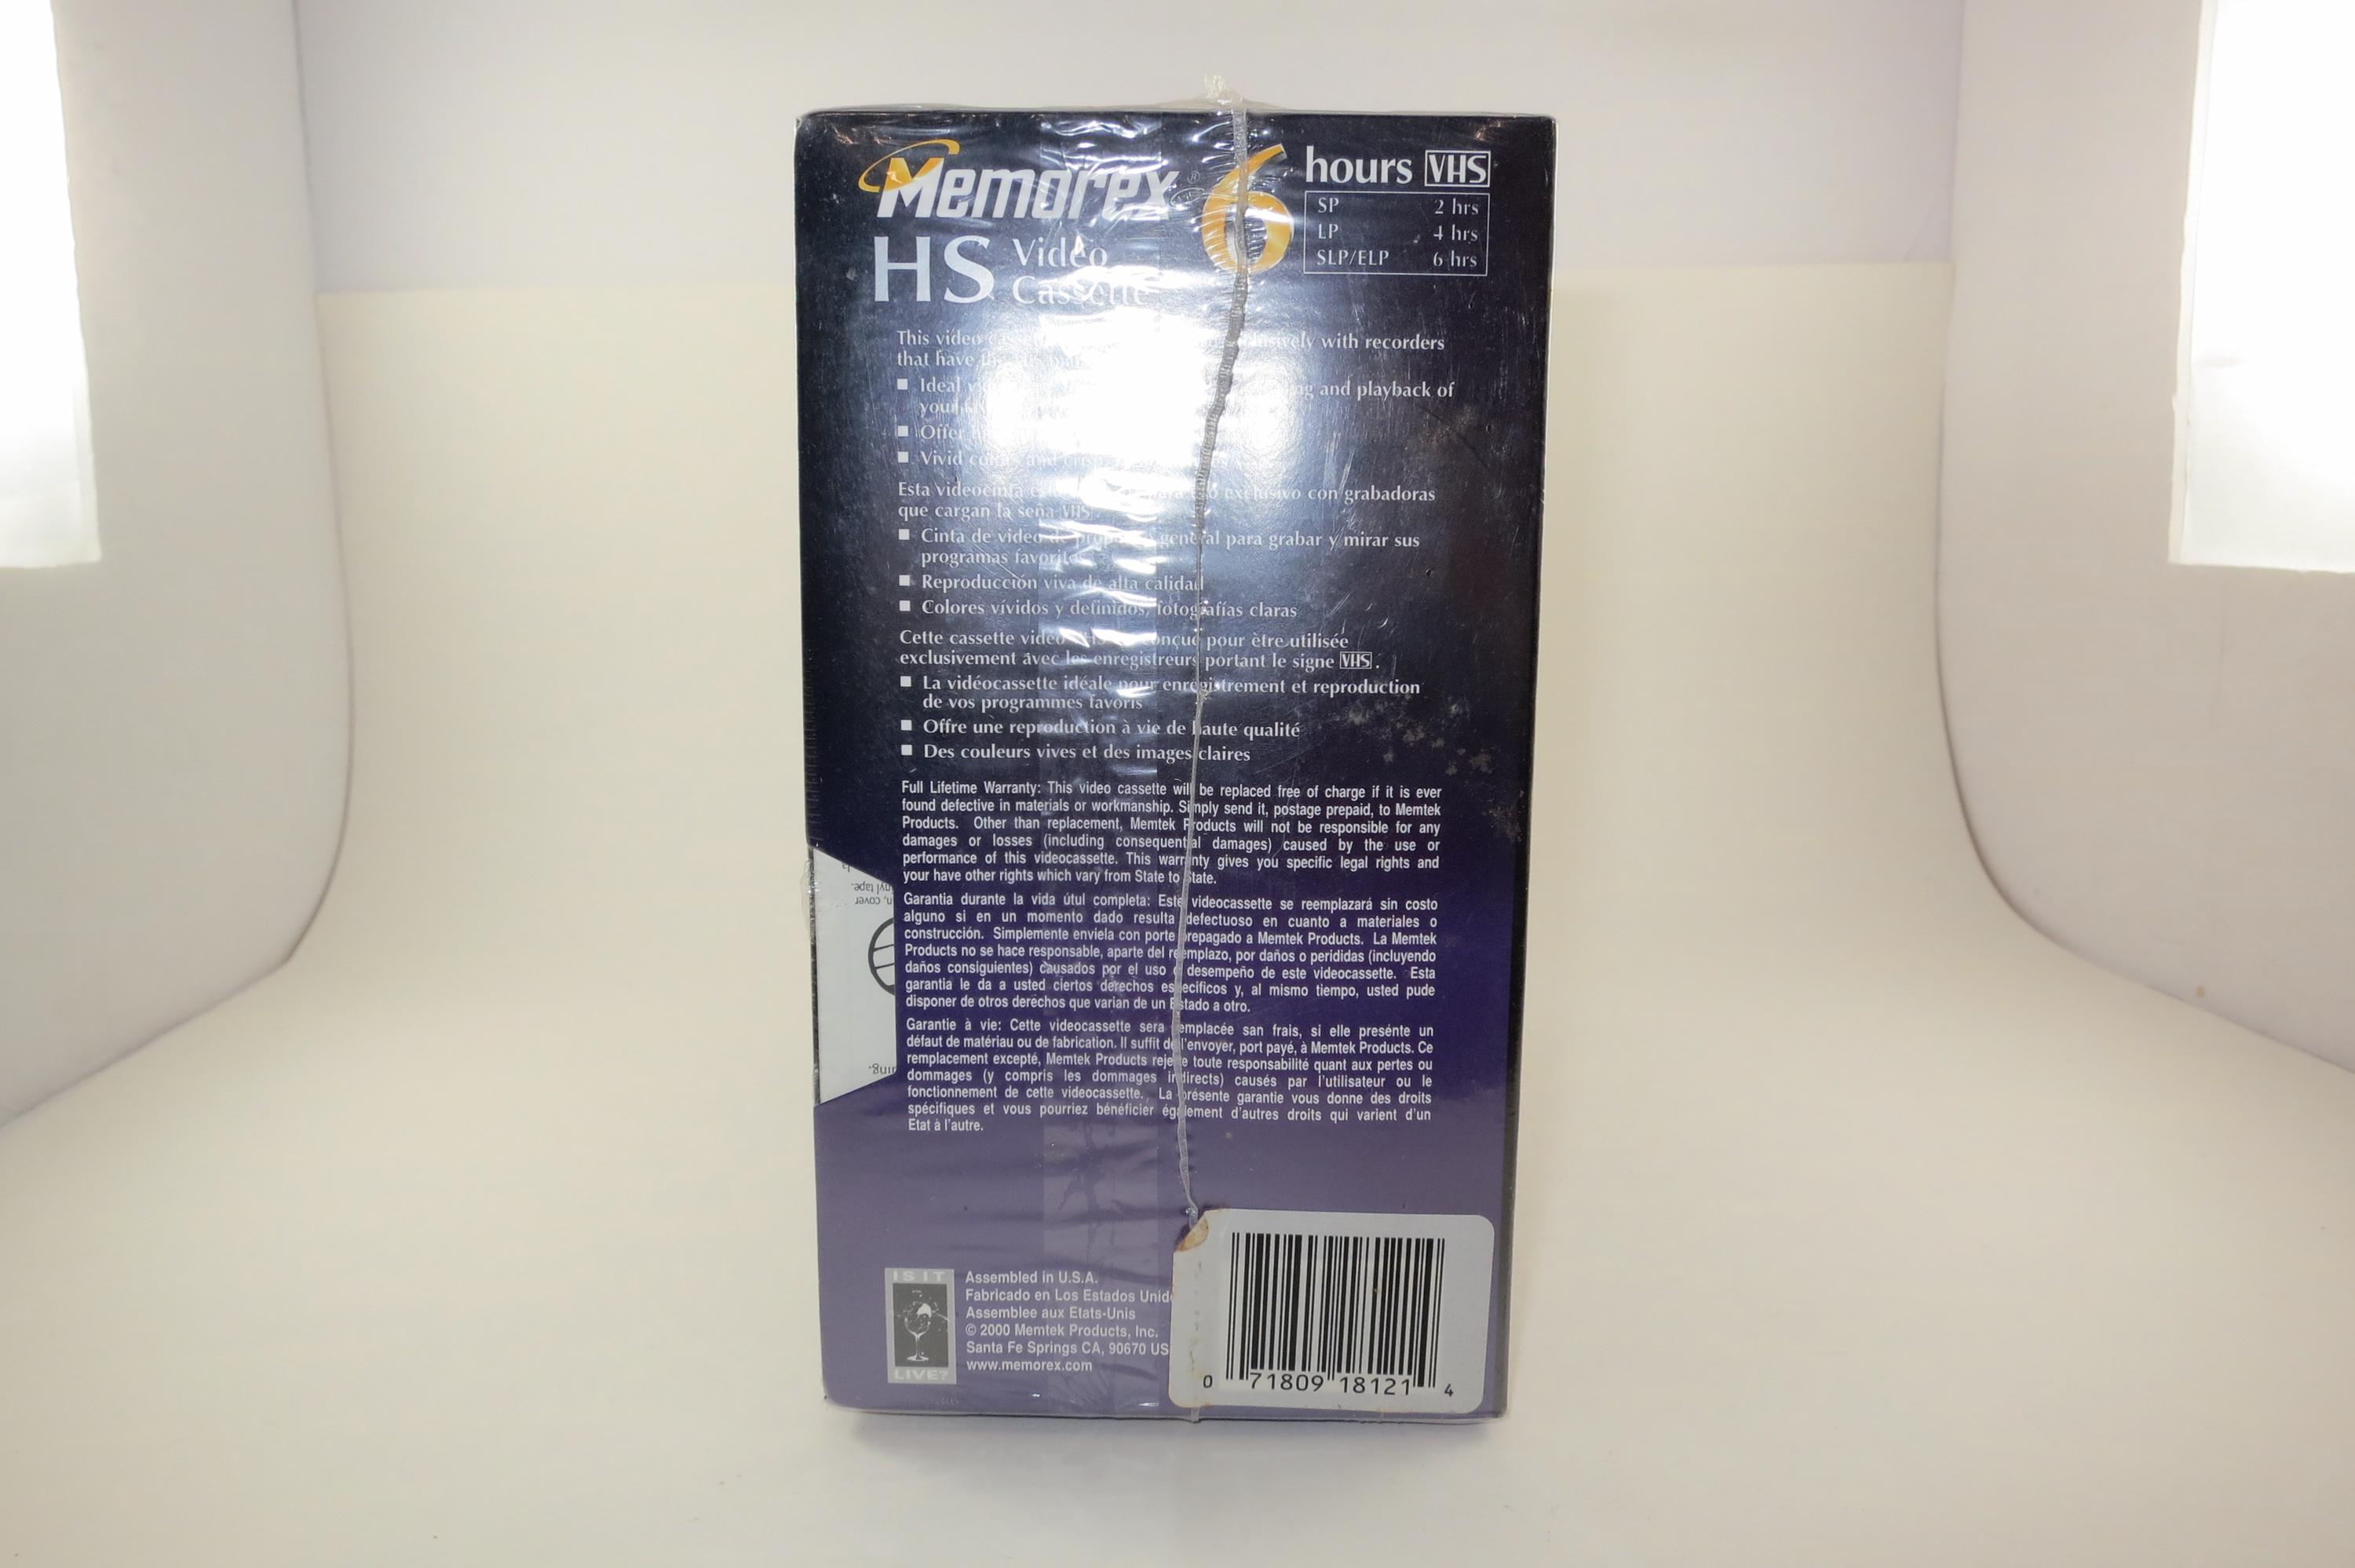 Memorex®
6 hours VHS
SP 2 hrs
LP 4 hrs
SLP/ELP 6 hrs
HS Video
Cassette
This video with recorders
that have
■ Ideal and playback of
your
■ Offer
■ Vivid
Esta videocinta exclusivo con grabadoras
que cargan la seña VHS.
■ Cinta de video de general para grabar y mirar sus
programas favoritos
■ Reproducción viva de alta calidad
■ Colores vívidos y definidos, fotografías claras
Cette cassette video conçue pour être utilisée
exclusivement avec les enregistreurs portant le signe VHS.
■ La vidéocassette idéale pour enregistrement et reproduction
de vos programmes favoris
■ Offre une reproduction à vie de haute qualité
■ Des couleurs vives et des images claires
Full Lifetime Warranty: This video cassette will be replaced free of charge if it is ever
found defective in materials or workmanship. Simply send it, postage prepaid, to Memtek
Products. Other than replacement, Memtek Products will not be responsible for any
damages or losses (including consequential damages) caused by the use or
performance of this videocassette. This warranty gives you specific legal rights and
your have other rights which vary from State to State.
Garantia durante la vida útul completa: Este videocassette se reemplazará sin costo
alguno si en un momento dado resulta defectuoso en cuanto a materiales o
construcción. Simplemente enviela con porte prepagado a Memtek Products. La Memtek
Products no se hace responsable, aparte del reemplazo, por daños o perididas (incluyendo
daños consiguientes) causados por el uso o desempeño de este videocassette. Esta
garantia le da a usted ciertos derechos especificos y, al mismo tiempo, usted pude
disponer de otros derechos que varian de un Estado a otro.
Garantie à vie: Cette videocassette sera remplacée san frais, si elle presénte un
défaut de matériau ou de fabrication. Il suffit de l'envoyer, port payé, à Memtek Products. Ce
remplacement excepté, Memtek Products rejette toute responsabilité quant aux pertes ou
dommages (y compris les dommages indirects) causés par l'utilisateur ou le
fonctionnement de cette videocassette. La présente garantie vous donne des droits
spécifiques et vous pourriez bénéficier également d'autres droits qui varient d'un
Etat à l'autre.
tape.
cover
IS IT
LIVE?
Assembled in U.S.A.
Fabricado en Los Estados
Assemblee aux Etats-Unis
© 2000 Memtek Products, Inc.
Santa Fe Springs CA, 90670 US
www.memorex.com
0 71809 18121 4